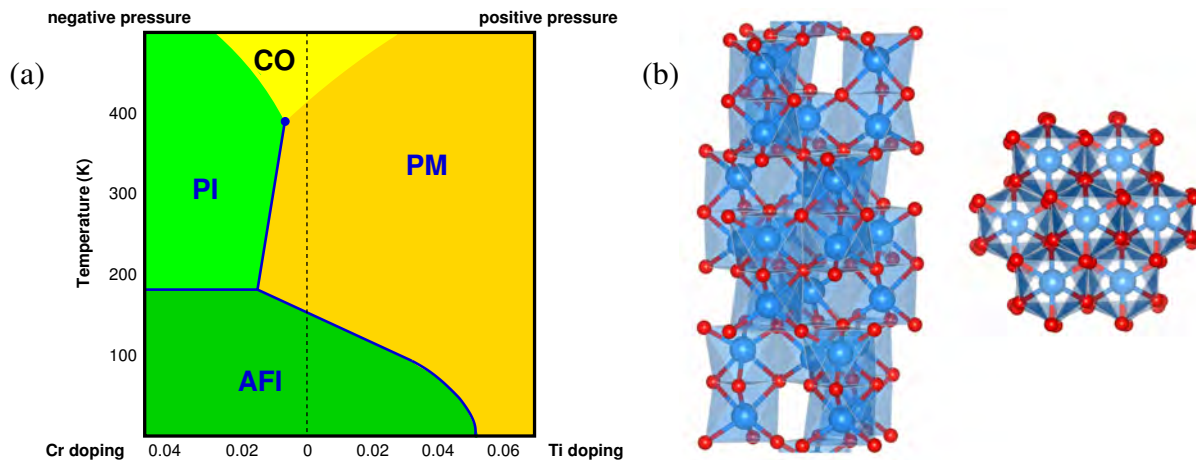 negative pressure positive pressure
(a)
CO
(b)
400
PM
Temperature (K)
300
PI
200
100
AFI
Cr doping 0.04 0.02 0 0.02 0.04 0.06 Ti doping